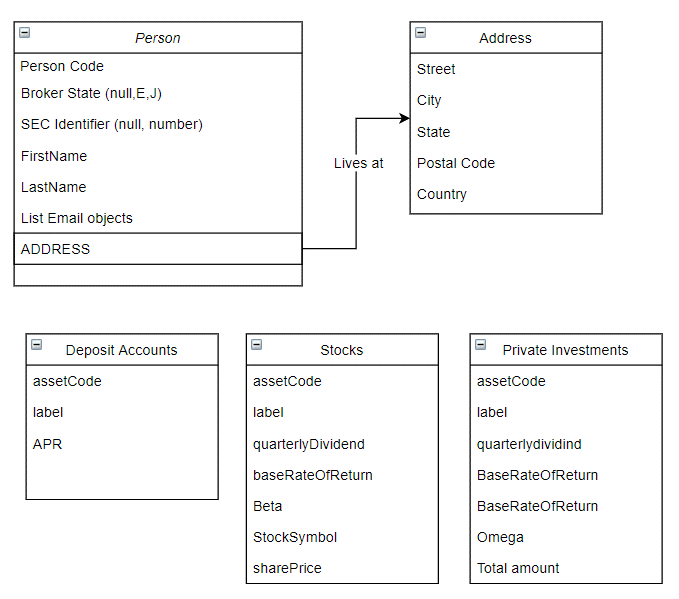 Person
Person Code
Broker State (null,E,J)
SEC Identifier (null, number)
FirstName
LastName
List Email objects
ADDRESS
Lives at
Address
Street
City
State
Postal Code
Country
Deposit Accounts
assetCode
label
APR
Stocks
assetCode
label
quarterlyDividend
baseRateOfReturn
Beta
StockSymbol
sharePrice
Private Investments
assetCode
label
quarterlydividind
BaseRateOfReturn
BaseRateOfReturn
Omega
Total amount